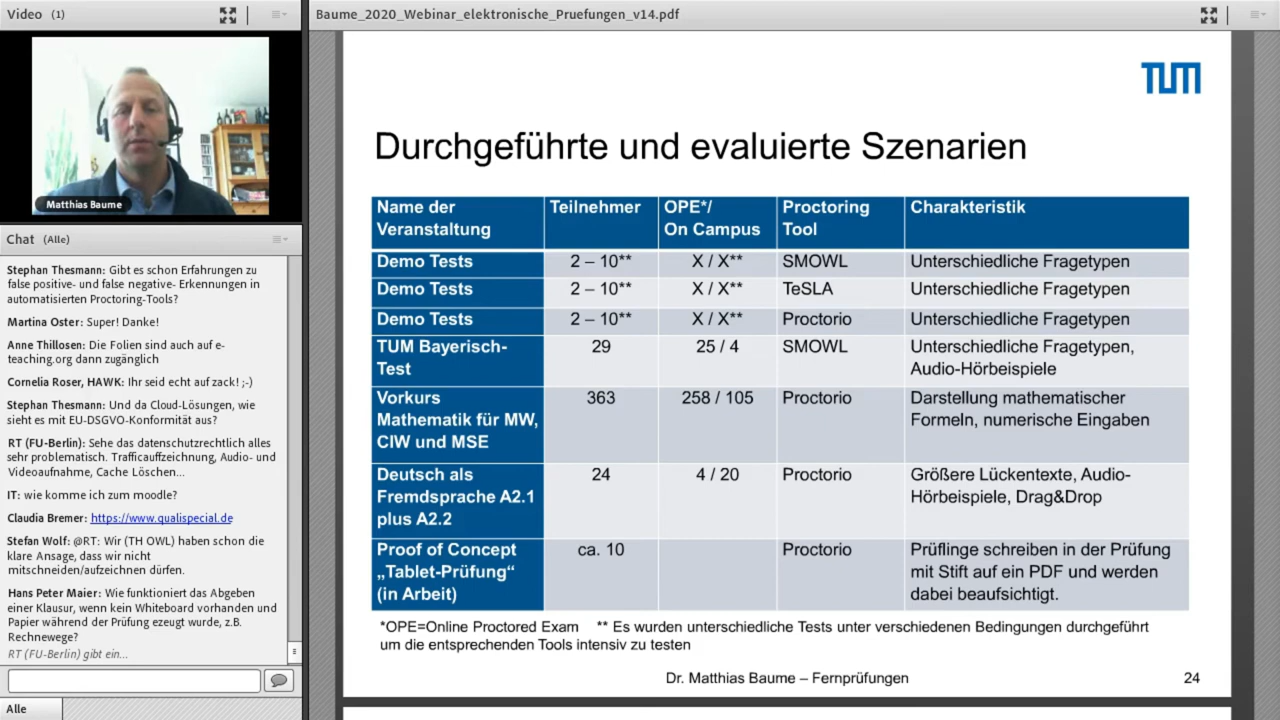 Video (1)
Baume_2020_Webinar_elektronische_Pruefungen_v14.pdf
Matthias Baume
Chat (Alle)
Stephan Thesmann: Gibt es schon Erfahrungen zu
false positive- und false negative- Erkennungen in
automatisierten Proctoring-Tools?
Martina Oster: Super! Danke!
Anne Thillosen: Die Folien sind auch auf e-
teaching.org dann zugänglich
Cornelia Roser, HAWK: Ihr seid echt auf zack! ;-)
Stephan Thesmann: Und da Cloud-Lösungen, wie
sieht es mit EU-DSGVO-Konformität aus?
RT (FU-Berlin): Sehe das datenschutzrechtlich alles
sehr problematisch. Trafficauffzeichnung, Audio- und
Videoaufnahme, Cache Löschen...
IT: wie komme ich zum moodle?
Claudia Bremer: https://www.qualispecial.de
Stefan Wolf: @RT: Wir (TH OWL) haben schon die
klare Ansage, dass wir nicht
mitschneiden/aufzeichnen dürfen.
Hans Peter Maier: Wie funktioniert das Abgeben
einer Klausur, wenn kein Whiteboard vorhanden und
Papier während der Prüfung ezeugt wurde, z.B.
Rechnewege?
RT (FU-Berlin) gibt ein...
Alle
TUM
Durchgeführte und evaluierte Szenarien
Name der Veranstaltung Teilnehmer OPE*/ On Campus Proctoring Tool Charakteristik
Demo Tests 2 – 10** X / X** SMOWL Unterschiedliche Fragetypen
Demo Tests 2 – 10** X / X** TeSLA Unterschiedliche Fragetypen
Demo Tests 2 – 10** X / X** Proctorio Unterschiedliche Fragetypen
TUM Bayerisch- 29 25 / 4 SMOWL Unterschiedliche Fragetypen,
Test Audio-Hörbeispiele
Vorkurs 363 258 / 105 Proctorio Darstellung mathematischer
Mathematik für MW, Formeln, numerische Eingaben
CIW und MSE
Deutsch als 24 4 / 20 Proctorio Größere Lückentexte, Audio-
Fremdsprache A2.1 Hörbeispiele, Drag&Drop
plus A2.2
Proof of Concept ca. 10 Proctorio Prüflinge schreiben in der Prüfung
„Tablet-Prüfung“ mit Stift auf ein PDF und werden
(in Arbeit) dabei beaufsichtigt.
*OPE=Online Proctored Exam ** Es wurden unterschiedliche Tests unter verschiedenen Bedingungen durchgeführt
um die entsprechenden Tools intensiv zu testen
Dr. Matthias Baume – Fernprüfungen 24